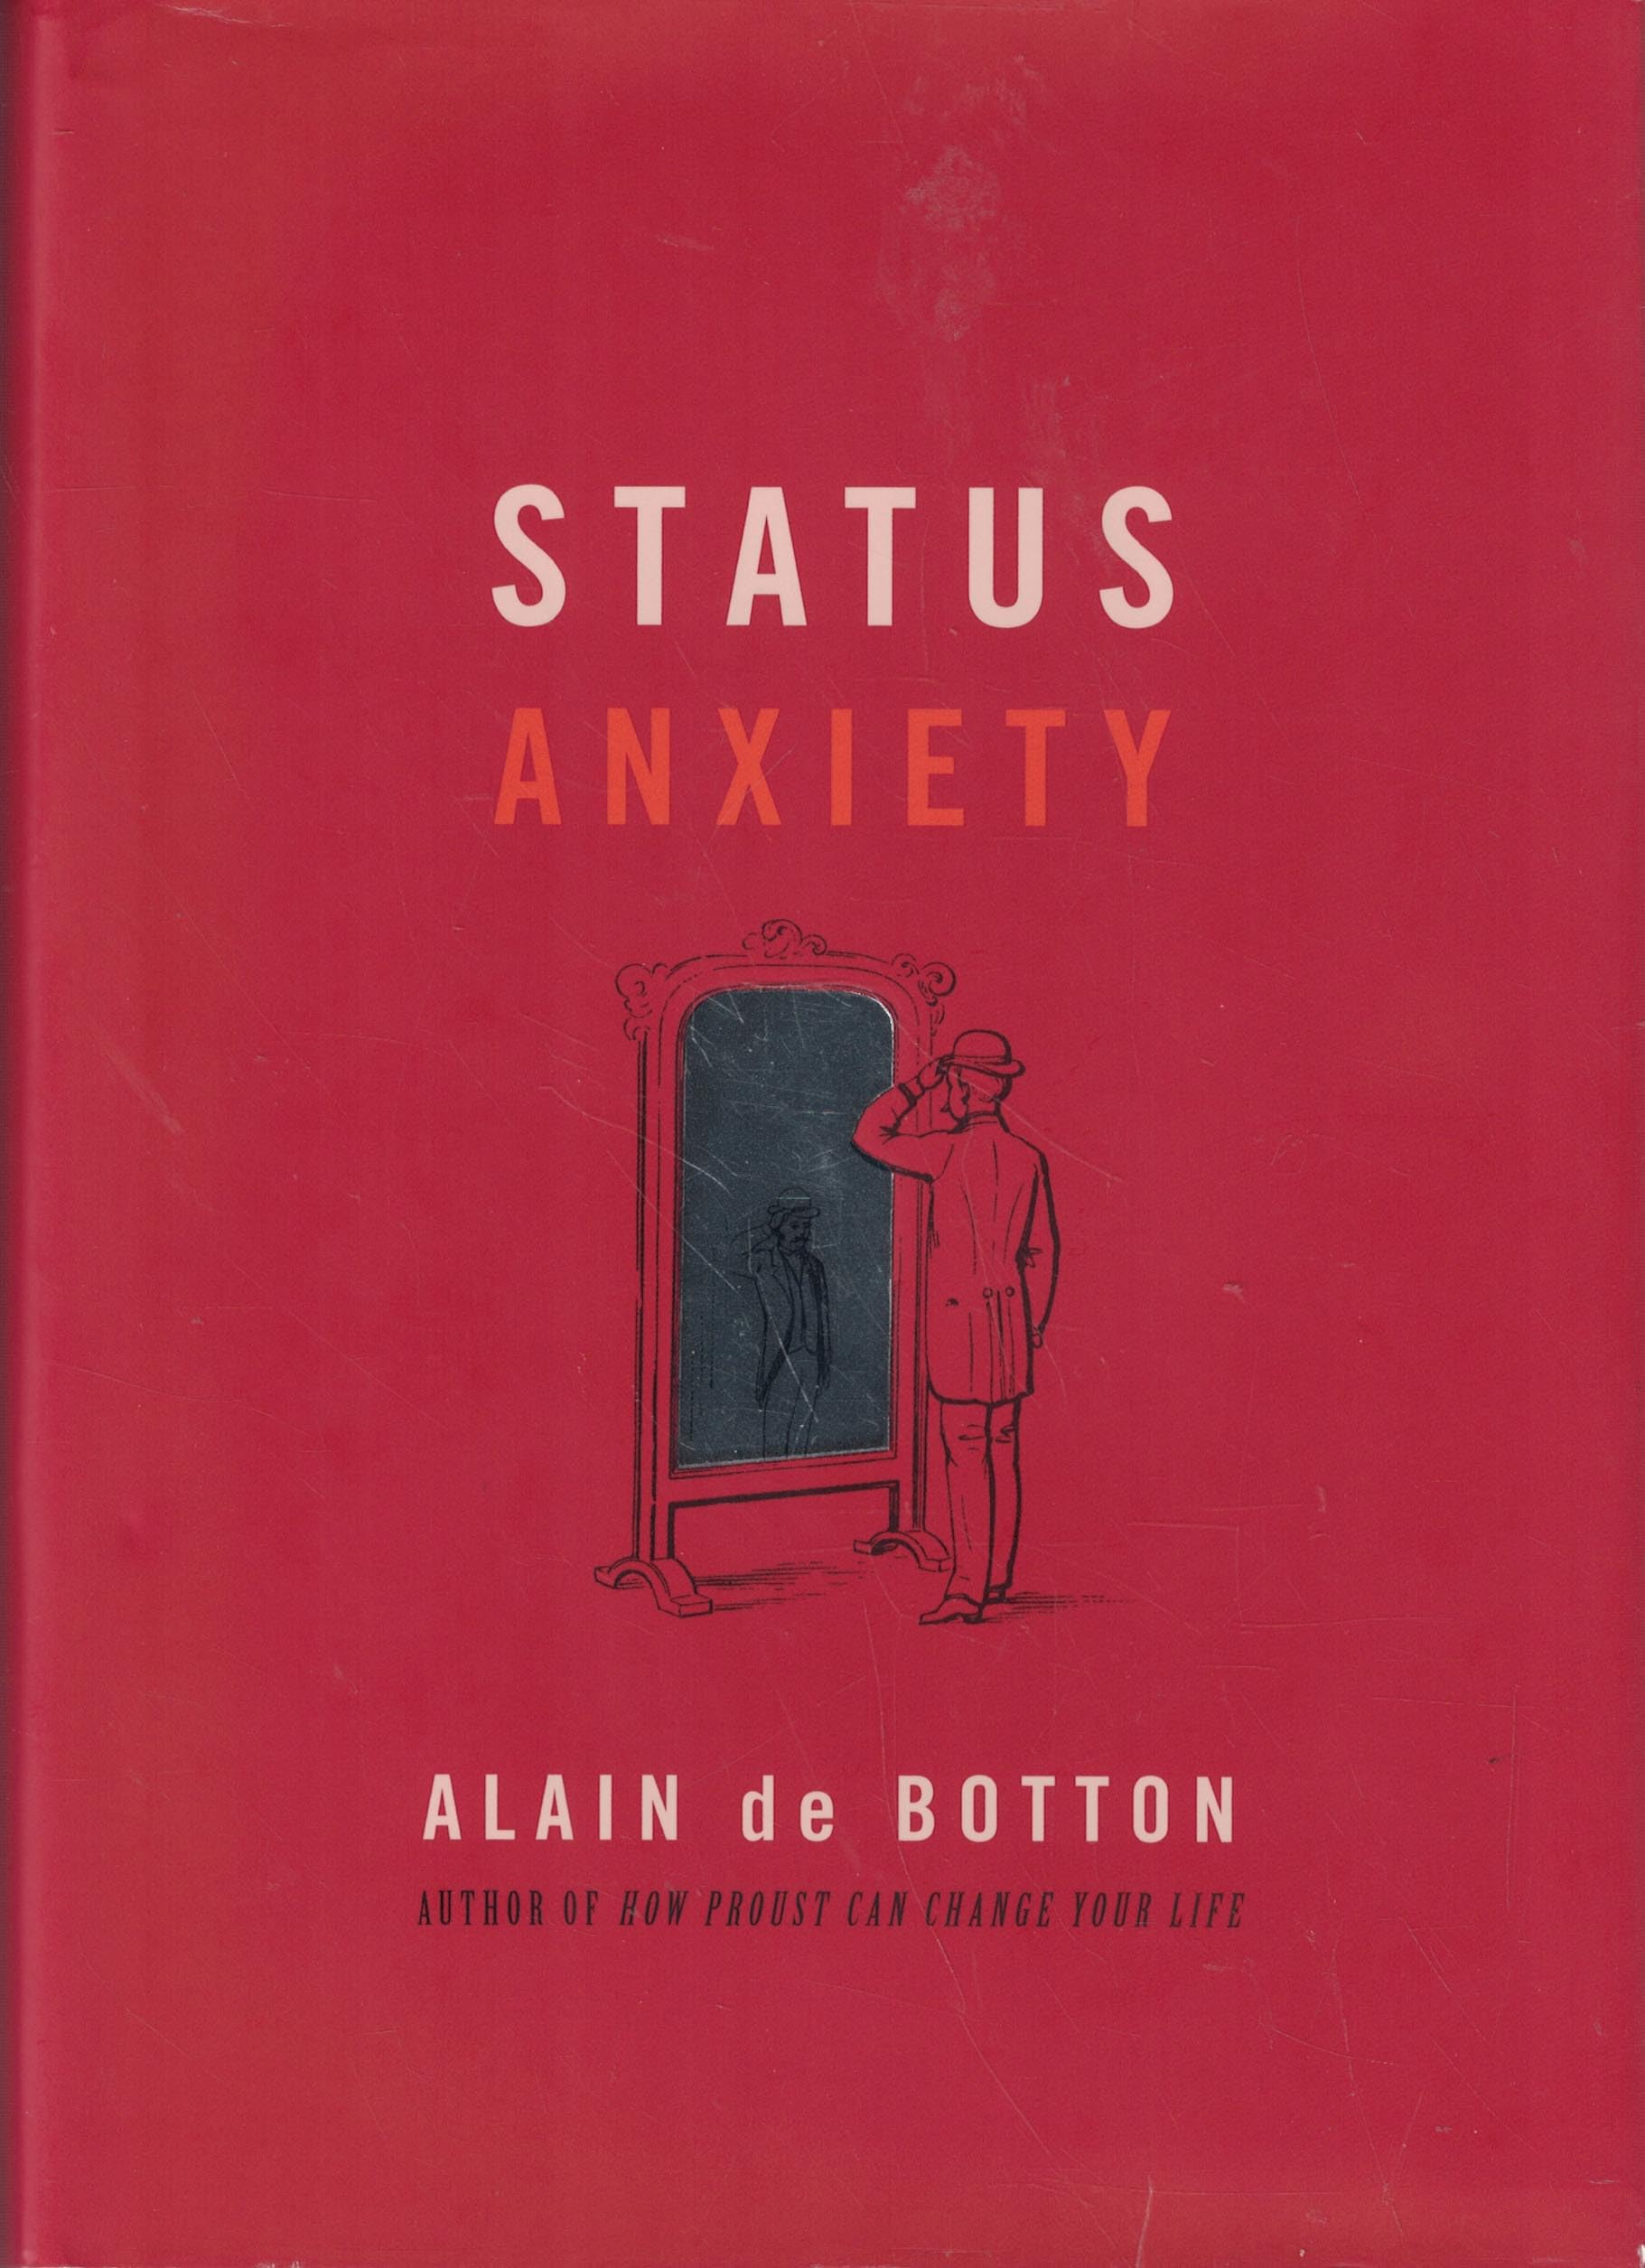 STATUS
ANXIETY
ALAIN de BOTTON
AUTHOR OF HOW PROUST CAN CHANGE YOUR LIFE